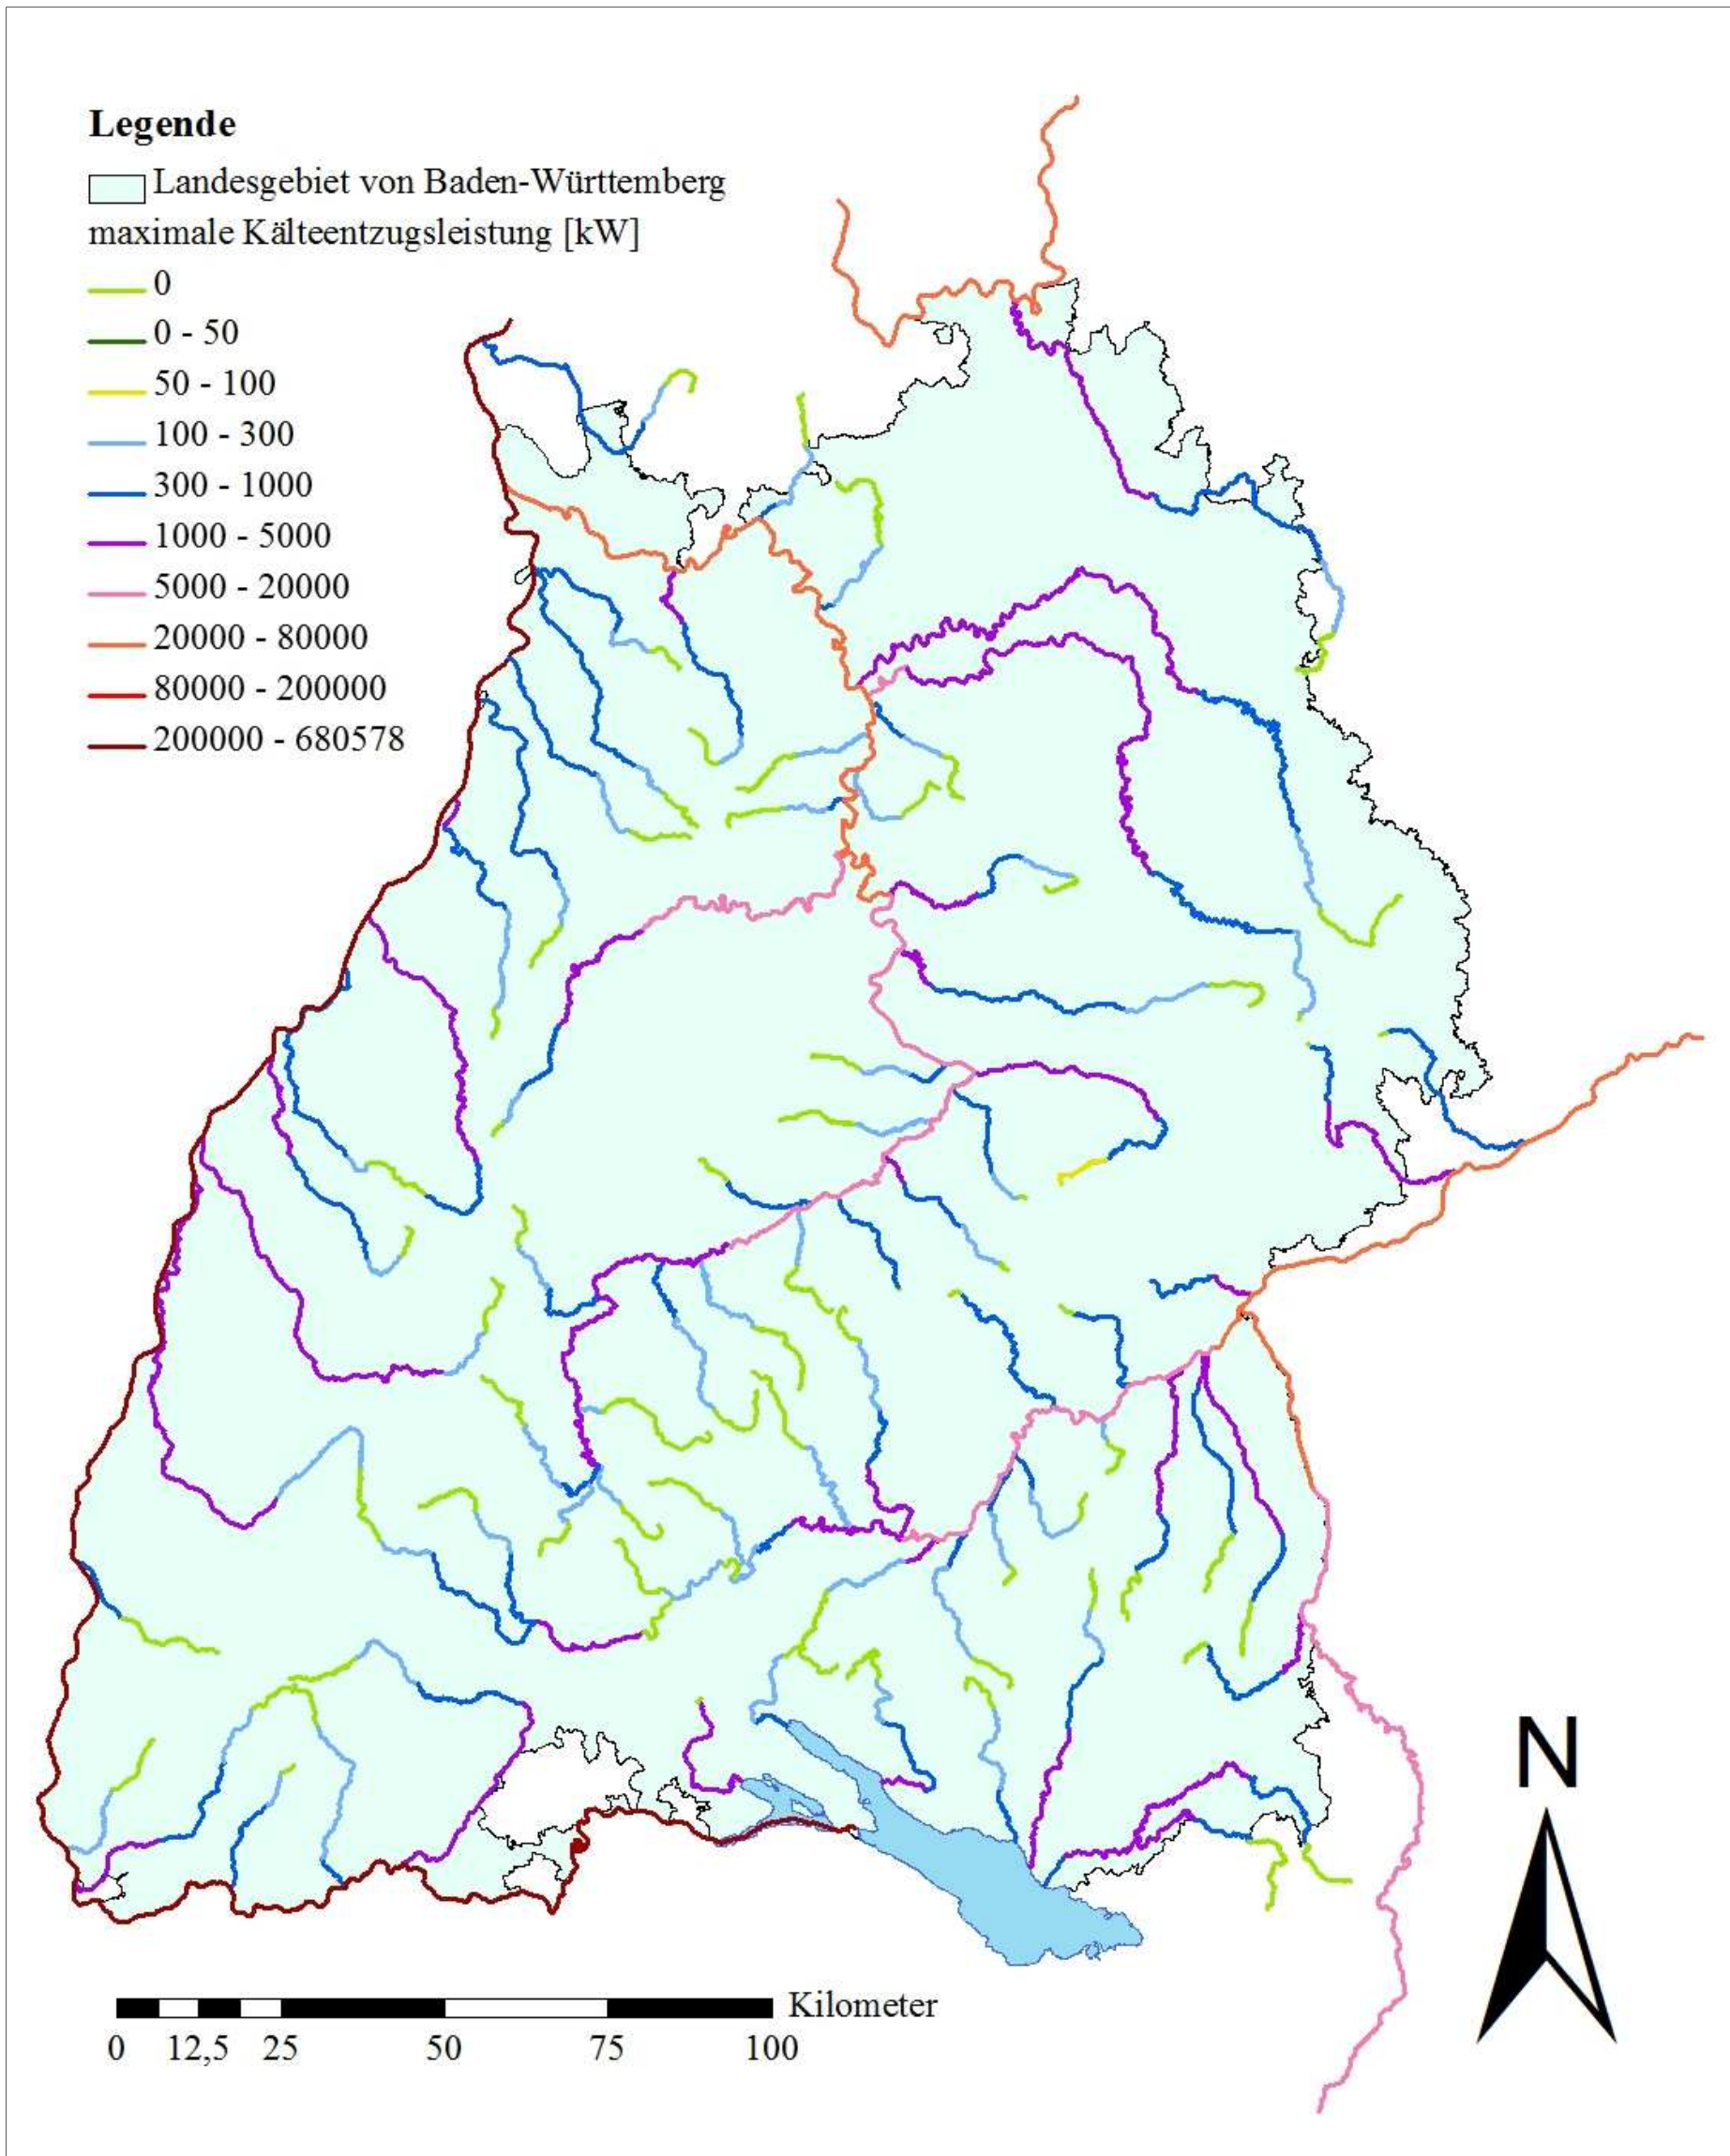 Legende
Landesgebiet von Baden-Württemberg
maximale Kälteentzugsleistung [kW]
0
0 - 50
50 - 100
100 - 300
300 - 1000
1000 - 5000
5000 - 20000
20000 - 80000
80000 - 200000
200000 - 680578
N
Kilometer
0 12,5 25 50 75 100